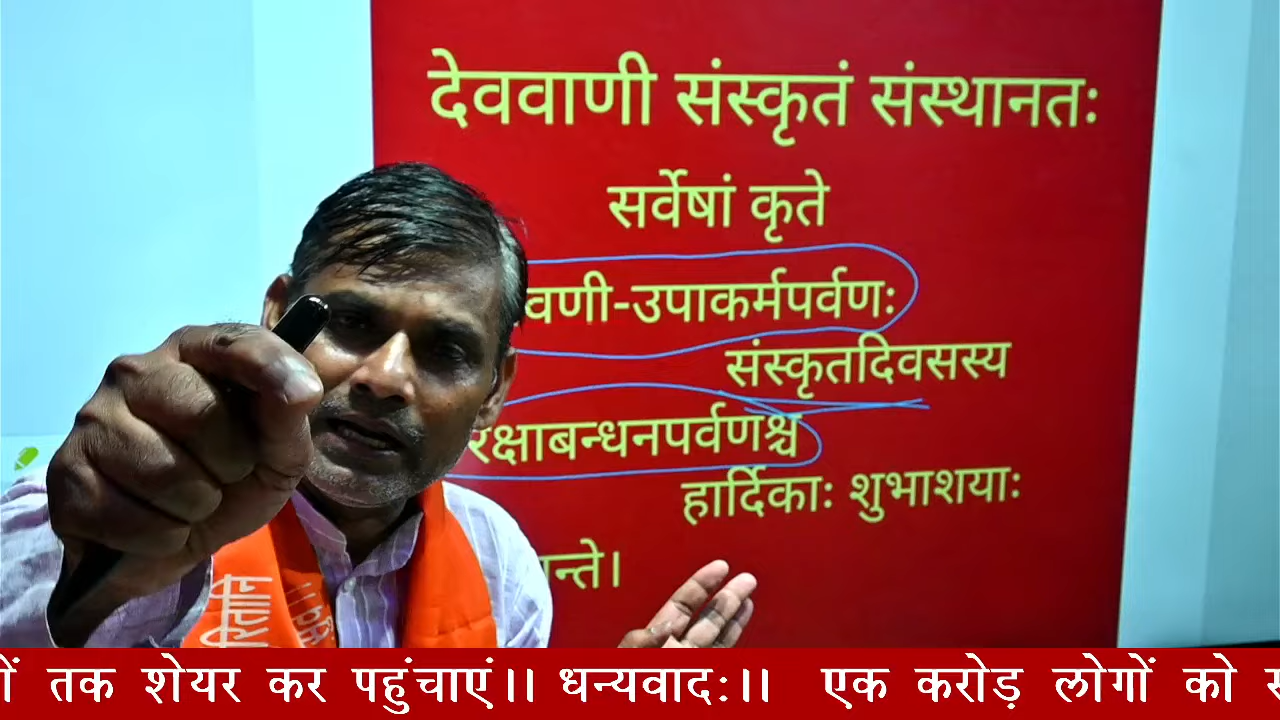 देववाणी संस्कृतं संस्थानतः
सर्वेषां कृते
वणी-उपाकर्मपर्वणः
संस्कृतदिवसस्य
रक्षाबन्धनपर्वणश्च
हार्दिकाः शुभाशयाः
न्ते।
तक शेयर कर पहुंचाएं।। धन्यवादः।। एक करोड़ लोगों को